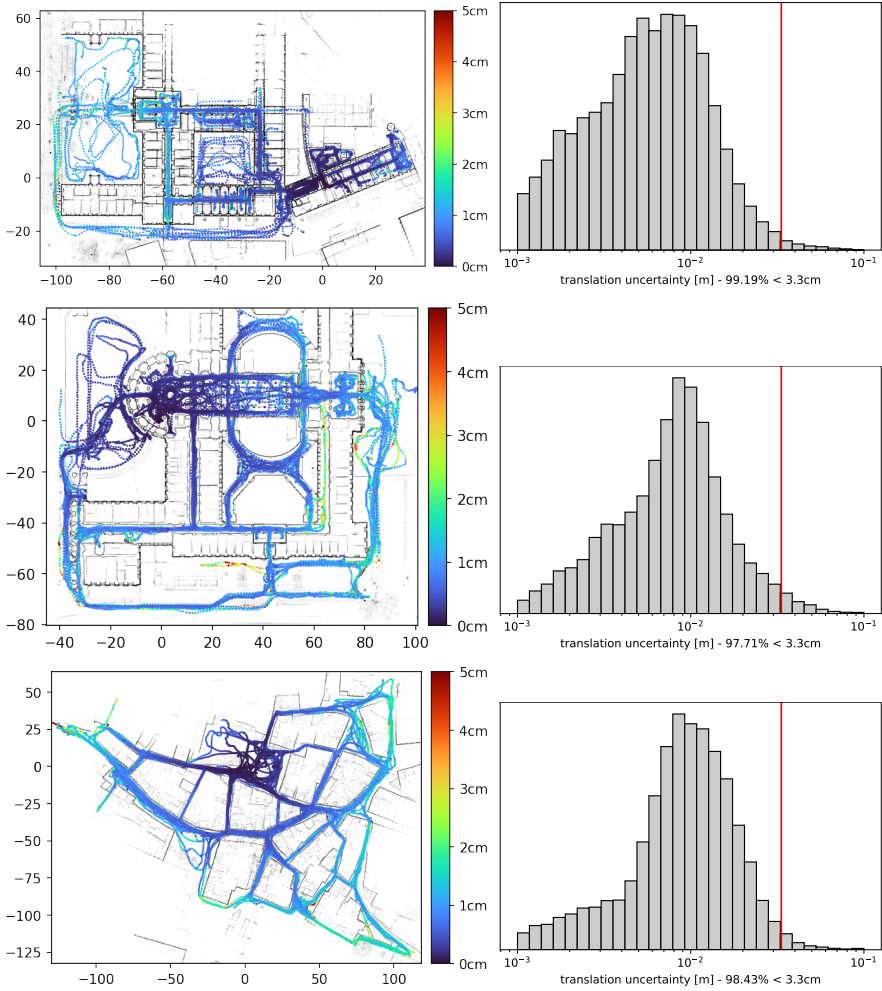 60
40
20
0
−20
−100 −80 −60 −40 −20 0 20
5cm
4cm
3cm
2cm
1cm
0cm
10⁻³ 10⁻² 10⁻¹
translation uncertainty [m] - 99.19% < 3.3cm
40
20
0
−20
−40
−60
−80
−40 −20 0 20 40 60 80 100
5cm
4cm
3cm
2cm
1cm
0cm
10⁻³ 10⁻² 10⁻¹
translation uncertainty [m] - 97.71% < 3.3cm
50
25
0
−25
−50
−75
−100
−125
−100 −50 0 50 100
5cm
4cm
3cm
2cm
1cm
0cm
10⁻³ 10⁻² 10⁻¹
translation uncertainty [m] - 98.43% < 3.3cm